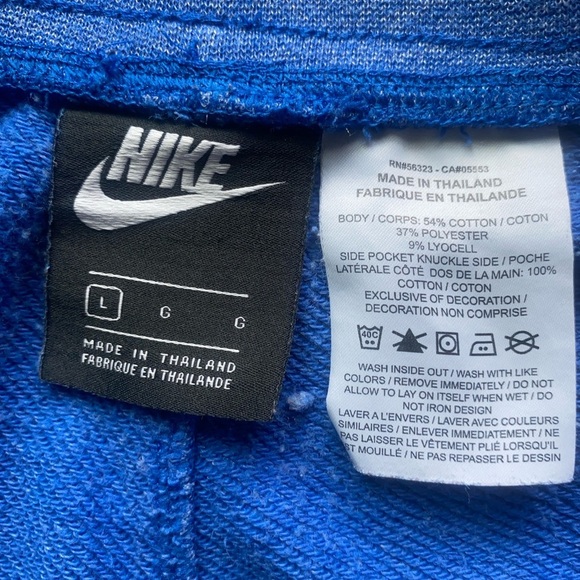 NIKE
L G G
MADE IN THAILAND
FABRIQUE EN THAILANDE
RN#56323 - CA#05553
MADE IN THAILAND
FABRIQUE EN THAILANDE
BODY / CORPS: 54% COTTON / COTON
37% POLYESTER
9% LYOCELL
SIDE POCKET KNUCKLE SIDE / POCHE
LATÉRALE CÔTÉ DOS DE LA MAIN: 100%
COTTON / COTON
EXCLUSIVE OF DECORATION /
DECORATION NON COMPRISE
40C
WASH INSIDE OUT / WASH WITH LIKE
COLORS / REMOVE IMMEDIATELY / DO NOT
ALLOW TO LAY ON ITSELF WHEN WET / DO
NOT IRON DESIGN
LAVER A L'ENVERS / LAVER AVEC COULEURS
SIMILAIRES / ENLEVER IMMEDIATEMENT /
PAS LAISSER LE VÊTEMENT PLIÉ LORSQU'IL
EST MOUILLÉ / NE PAS REPASSER LE DESSIN